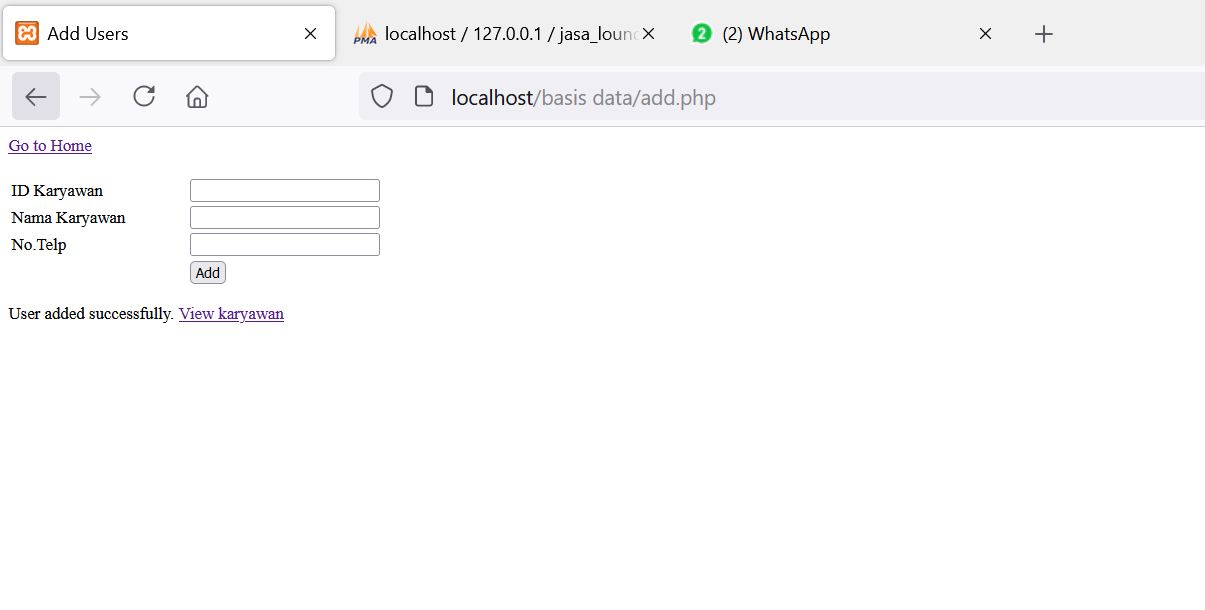 Add Users
localhost / 127.0.0.1 / jasa_loun
2
(2) WhatsApp
localhost/basis data/add.php
Go to Home
ID Karyawan
Nama Karyawan
No.Telp
Add
User added successfully. View karyawan